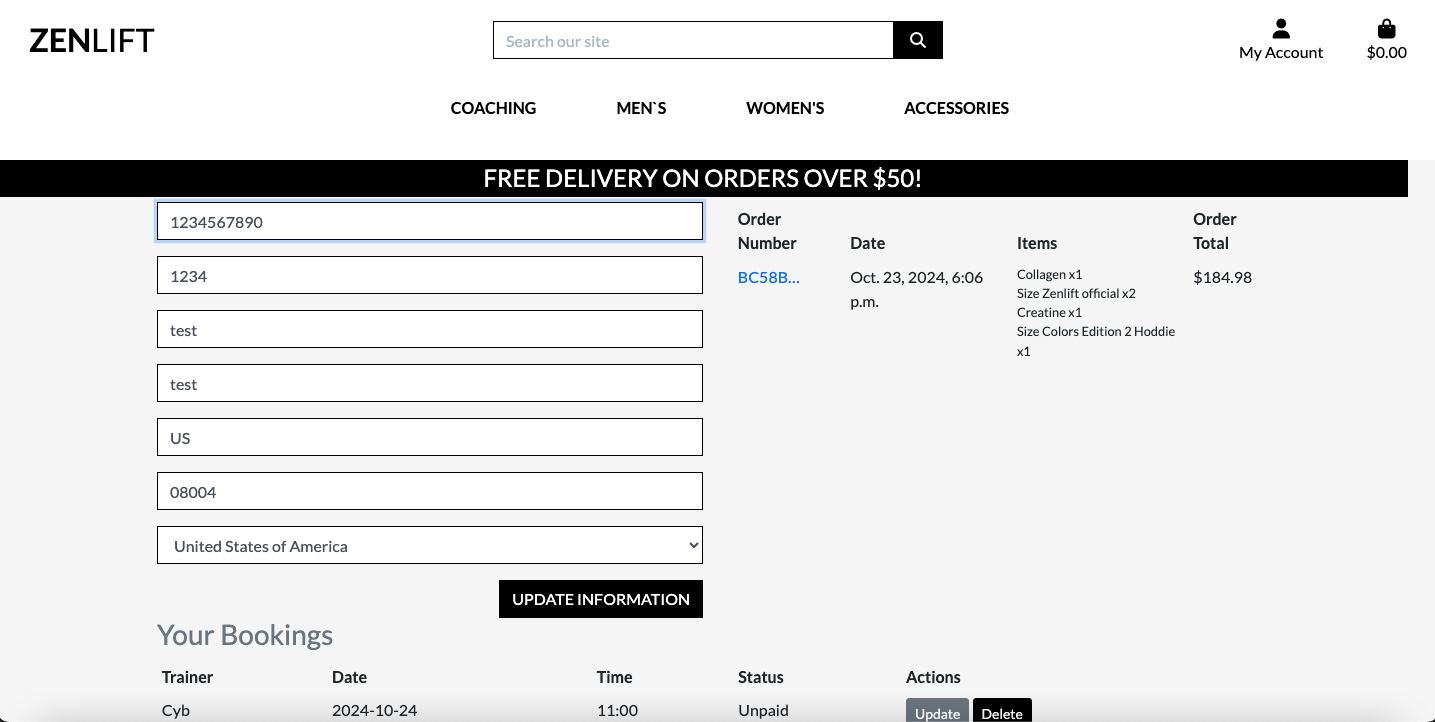 ZENLIFT
Search our site
My Account
$0.00
COACHING MEN`S WOMEN'S ACCESSORIES
FREE DELIVERY ON ORDERS OVER $50!
1234567890
1234
test
test
US
08004
United States of America
UPDATE INFORMATION
Order
Number Date Items Order
Total
BC58B... Oct. 23, 2024, 6:06
p.m.
Collagen x1
Size Zenlift official x2
Creatine x1
Size Colors Edition 2 Hoddie
x1
$184.98
Your Bookings
Trainer Date Time Status Actions
Cyb 2024-10-24 11:00 Unpaid Update Delete